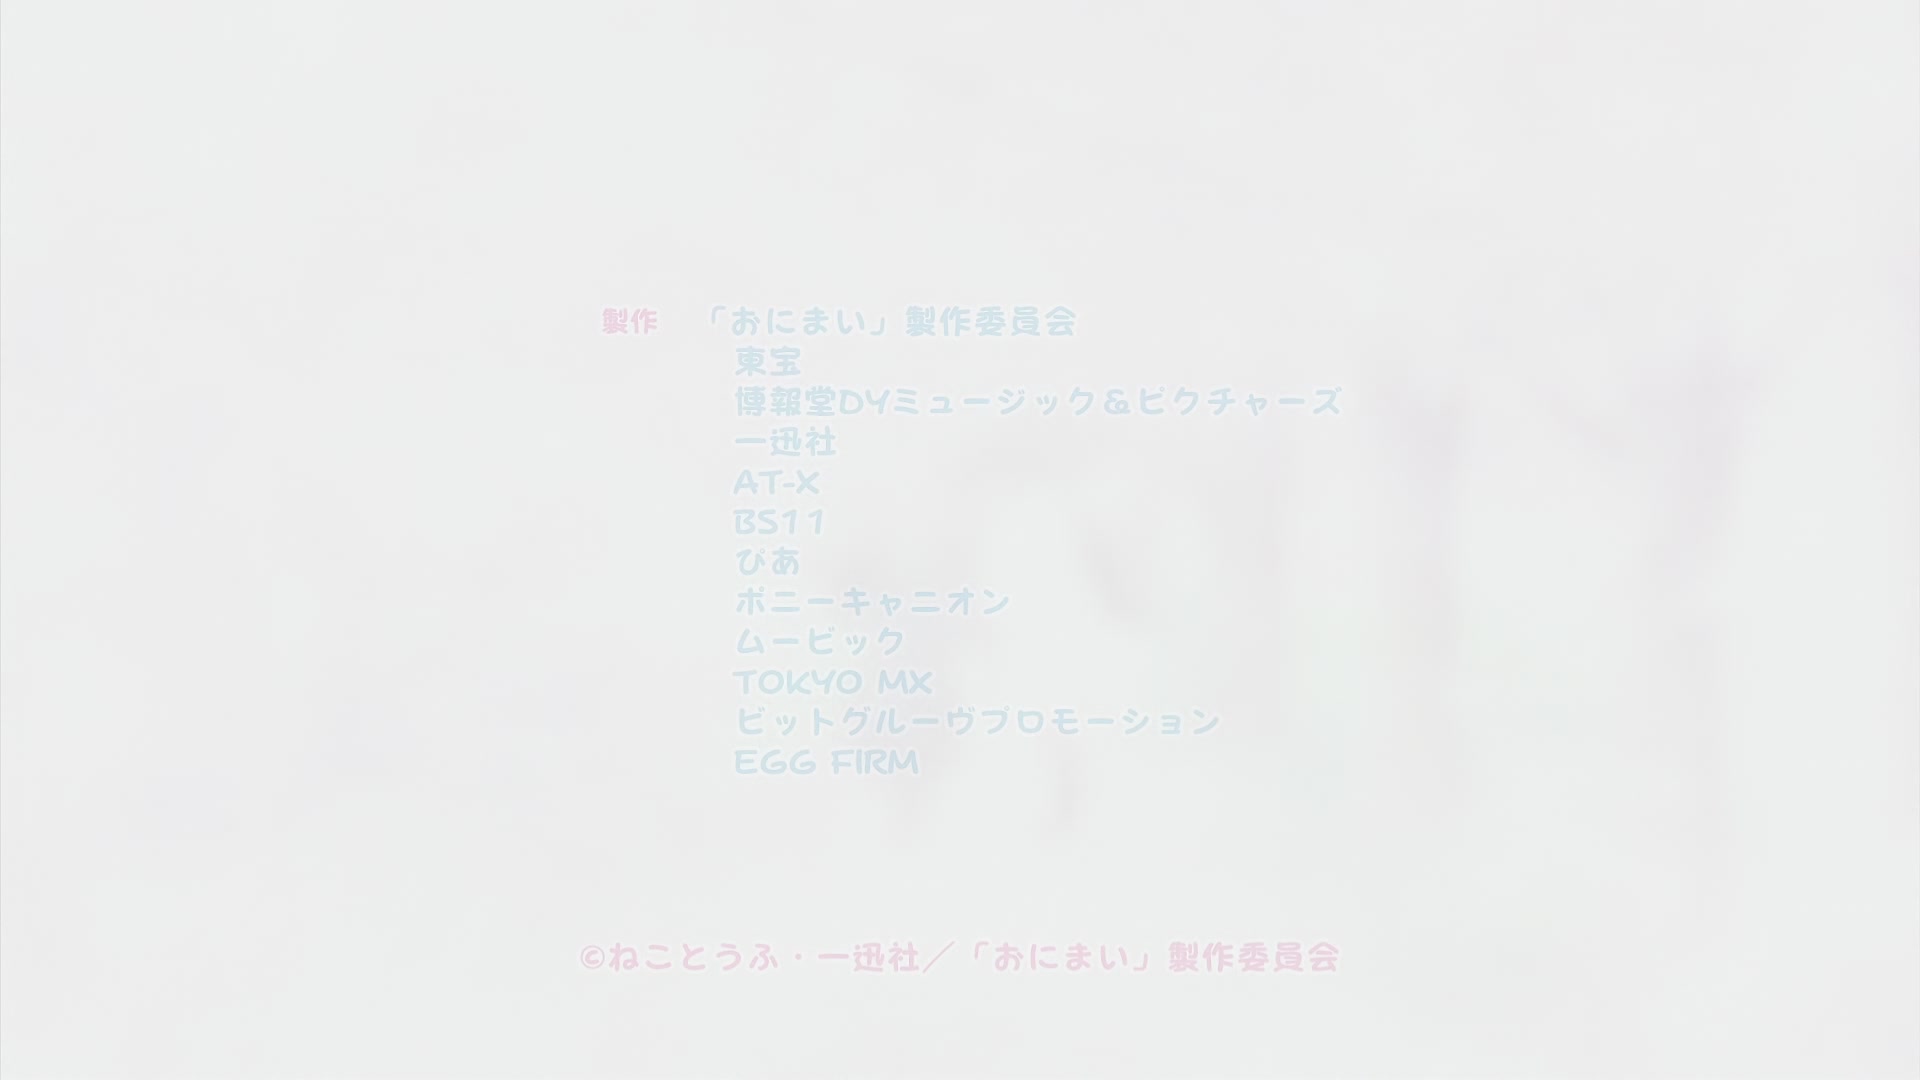 製作 「おにまい」製作委員会
東宝
博報堂DYミュージック＆ピクチャーズ
一迅社
AT-X
BS11
ぴあ
ポニーキャニオン
ムービック
TOKYO MX
ビットグルーヴプロモーション
EGG FIRM
©ねことうふ・一迅社／「おにまい」製作委員会